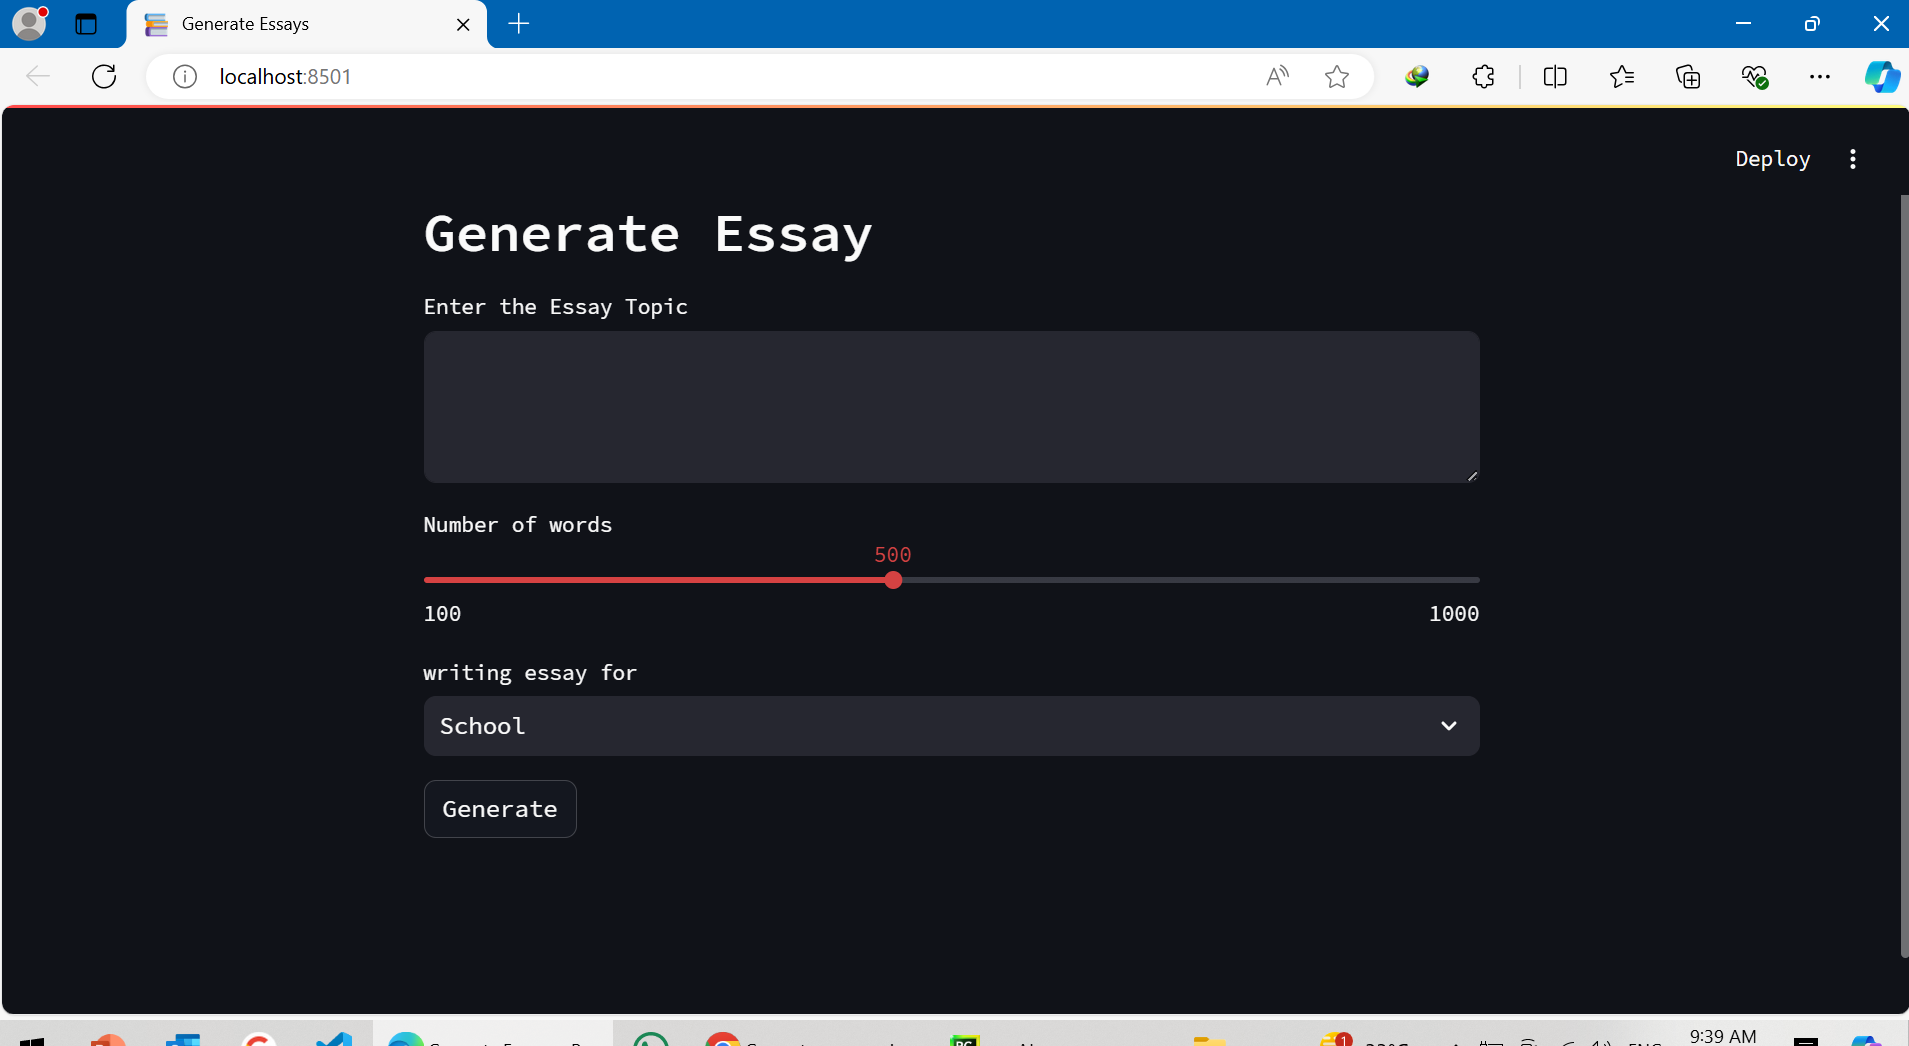 Generate Essays
localhost:8501
Deploy
Generate Essay
Enter the Essay Topic
Number of words
500
100 1000
writing essay for
School
Generate
1
9:39 AM